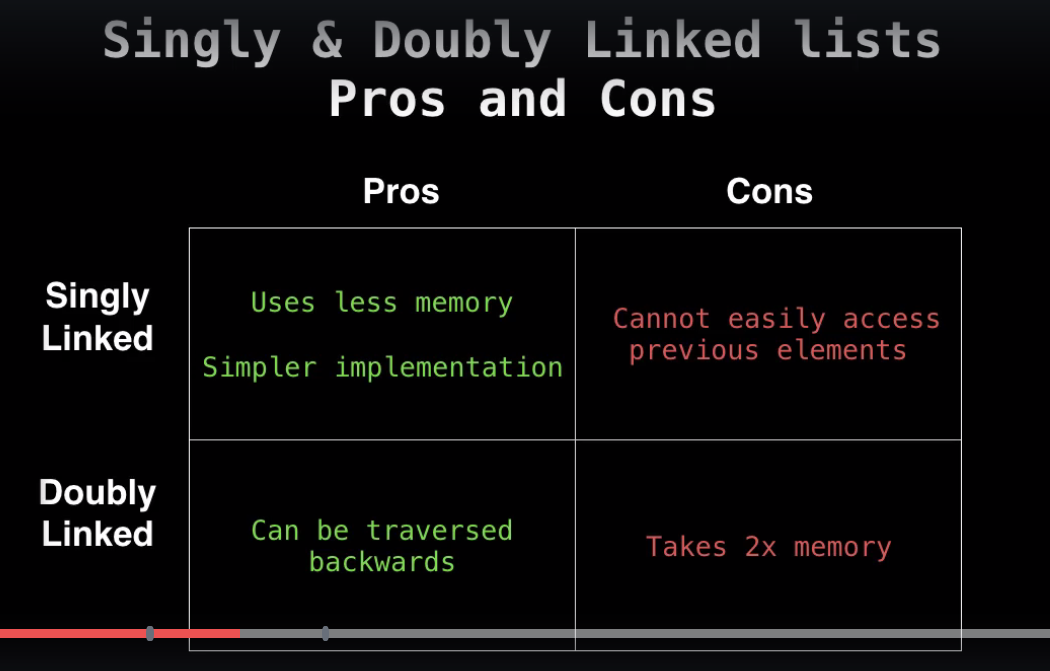 Singly & Doubly Linked lists
Pros and Cons
Pros
Cons
Singly
Linked
Uses less memory
Simpler implementation
Cannot easily access
previous elements
Doubly
Linked
Can be traversed
backwards
Takes 2x memory